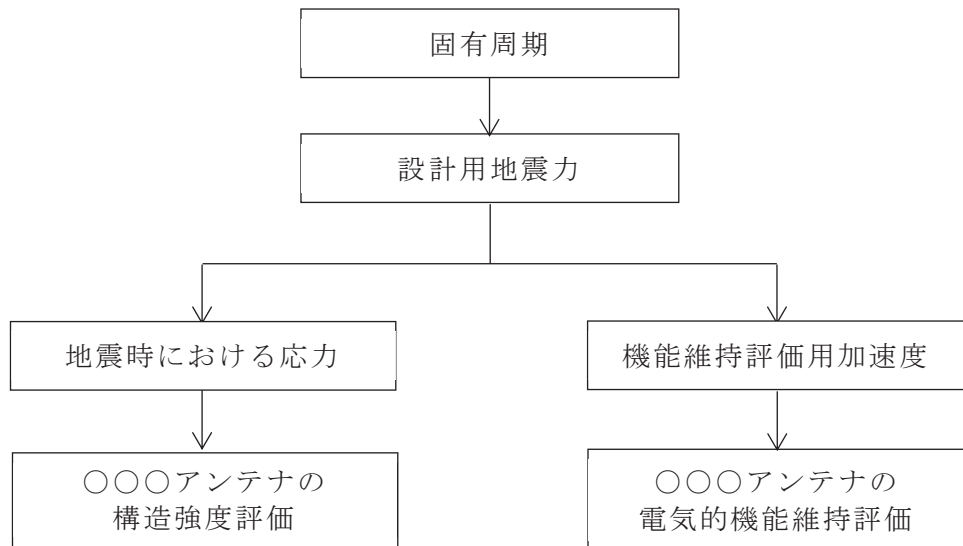 固有周期
設計用地震力
地震時における応力
機能維持評価用加速度
○○○アンテナの
構造強度評価
○○○アンテナの
電気的機能維持評価